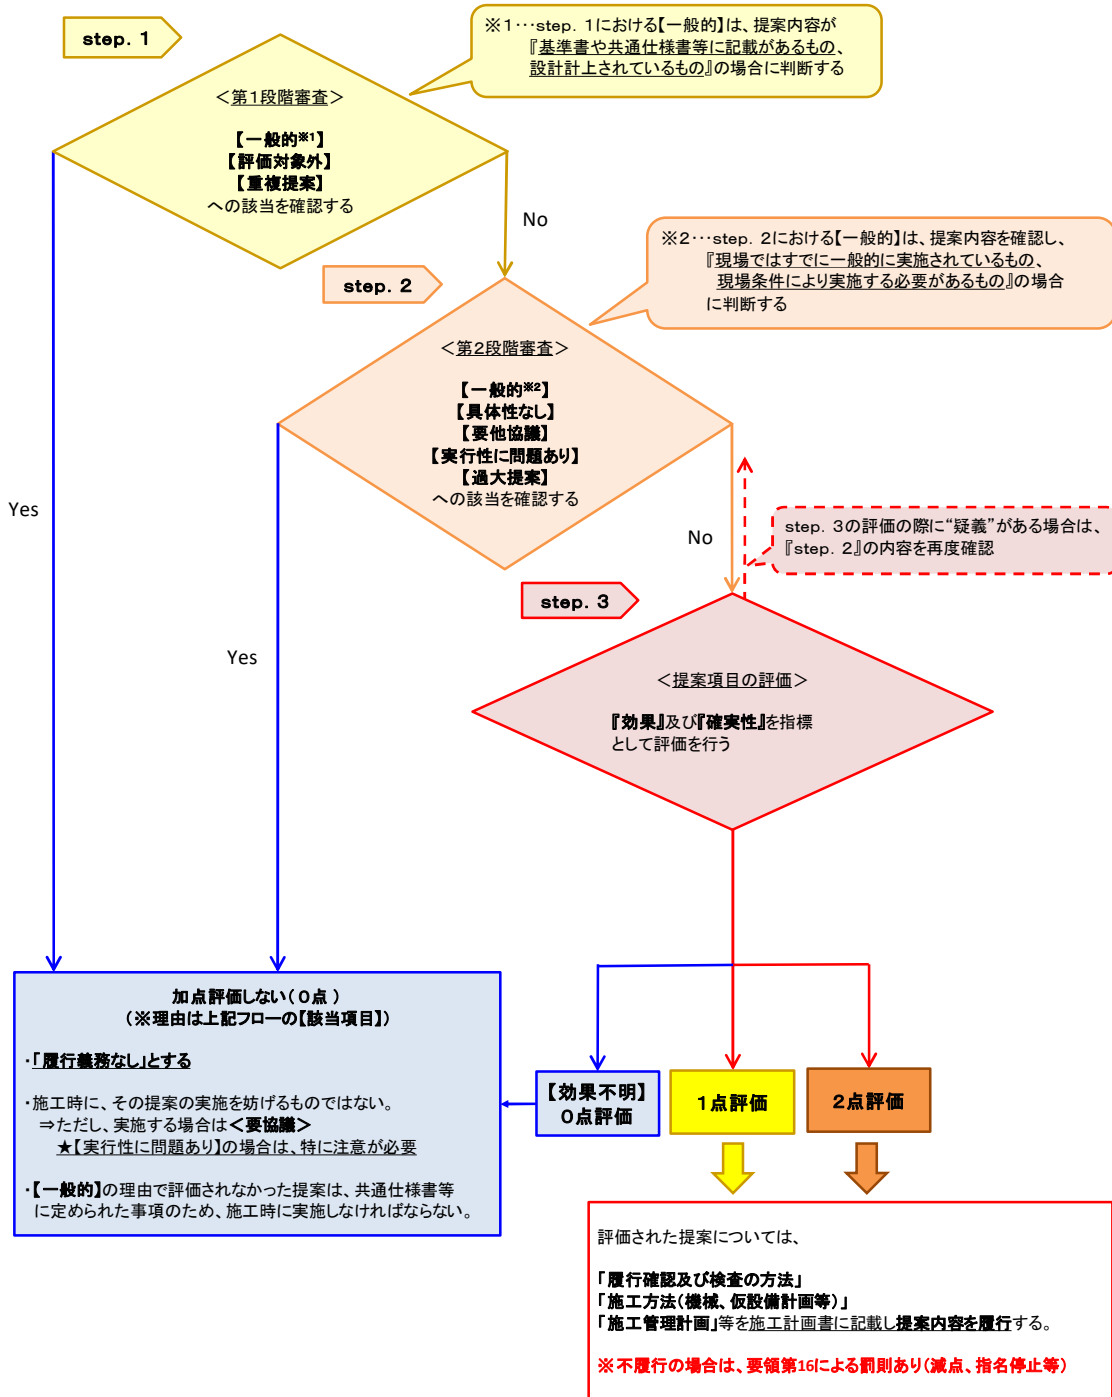 step. 1
※1…step. 1における【一般的】は、提案内容が
『基準書や共通仕様書等に記載があるもの、
設計計上されているもの』の場合に判断する
＜第1段階審査＞
【一般的※1】
【評価対象外】
【重複提案】
への該当を確認する
No
※2…step. 2における【一般的】は、提案内容を確認し、
『現場ではすでに一般的に実施されているもの、
現場条件により実施する必要があるもの』の場合
に判断する
step. 2
＜第2段階審査＞
【一般的※2】
【具体性なし】
【要他協議】
【実行性に問題あり】
【過大提案】
への該当を確認する
Yes
No
step. 3の評価の際に“疑義”がある場合は、
『step. 2』の内容を再度確認
step. 3
Yes
＜提案項目の評価＞
『効果』及び『確実性』を指標
として評価を行う
加点評価しない（0点）
（※理由は上記フローの【該当項目】）
・「履行義務なし」とする
・施工時に、その提案の実施を妨げるものではない。
⇒ただし、実施する場合は＜要協議＞
★【実行性に問題あり】の場合は、特に注意が必要
・【一般的】の理由で評価されなかった提案は、共通仕様書等
に定められた事項のため、施工時に実施しなければならない。
【効果不明】
0点評価
1点評価
2点評価
評価された提案については、
「履行確認及び検査の方法」
「施工方法（機械、仮設備計画等）」
「施工管理計画」等を施工計画書に記載し提案内容を履行する。
※不履行の場合は、要領第16による罰則あり（減点、指名停止等）